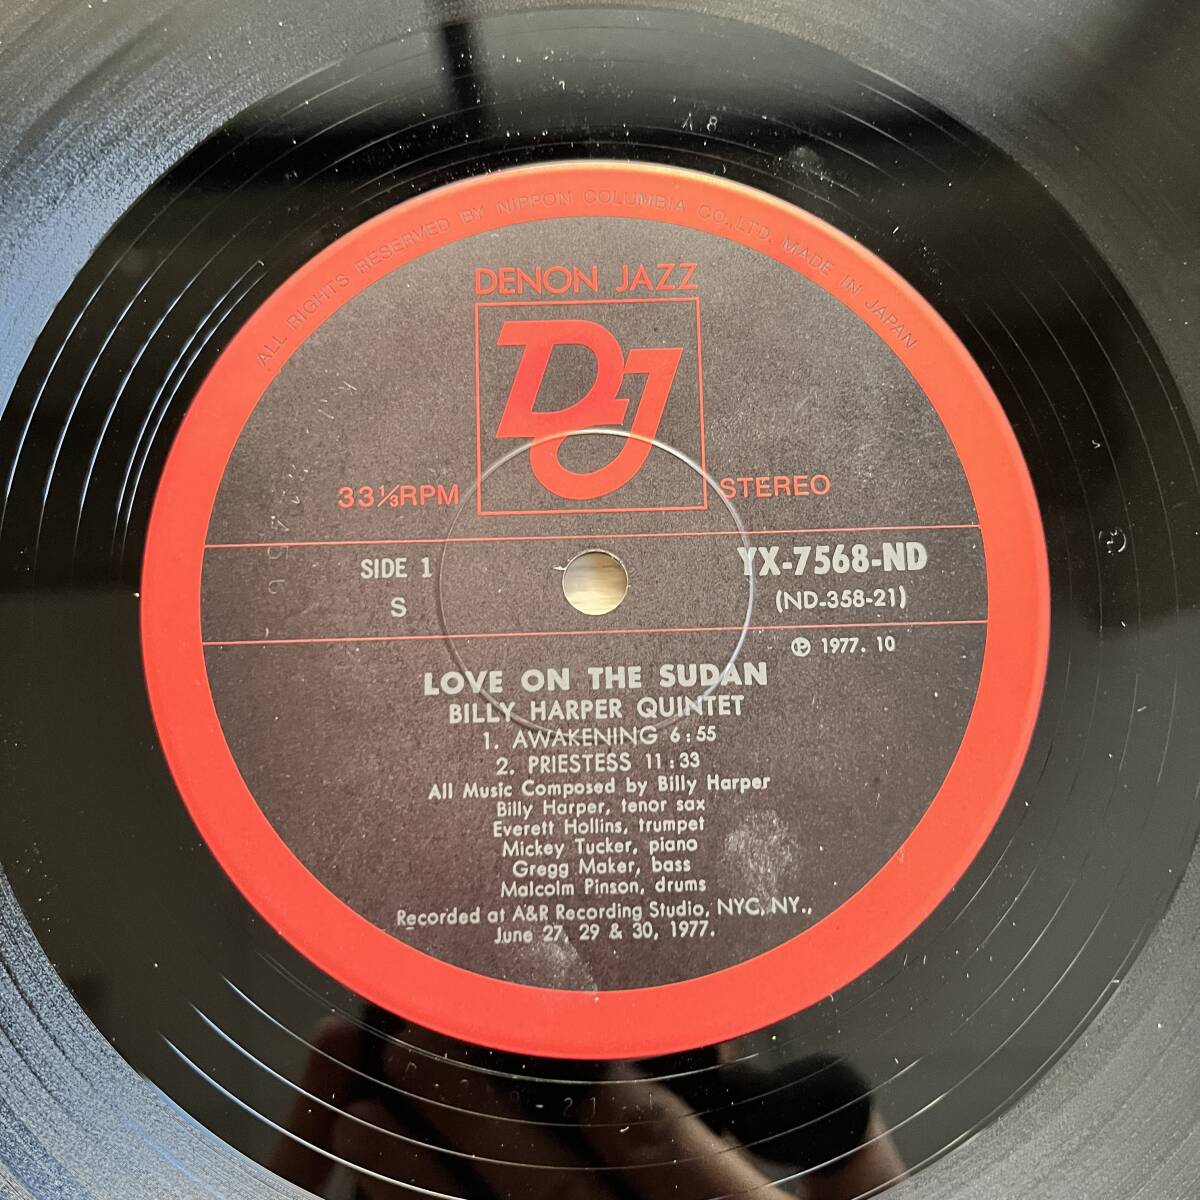 ALL RIGHTS RESERVED BY NIPPON COLUMBIA CO., LTD. MADE IN JAPAN
DENON JAZZ
DJ
33⅓RPM
STEREO
SIDE 1
S
YX-7568-ND
(ND-358-21)
Ⓟ 1977. 10
LOVE ON THE SUDAN
BILLY HARPER QUINTET
1. AWAKENING 6:55
2. PRIESTESS 11:33
All Music Composed by Billy Harper
Billy Harper, tenor sax
Everett Hollins, trumpet
Mickey Tucker, piano
Gregg Maker, bass
Malcolm Pinson, drums
Recorded at A&R Recording Studio, NYC, NY.,
June 27, 29 & 30, 1977.